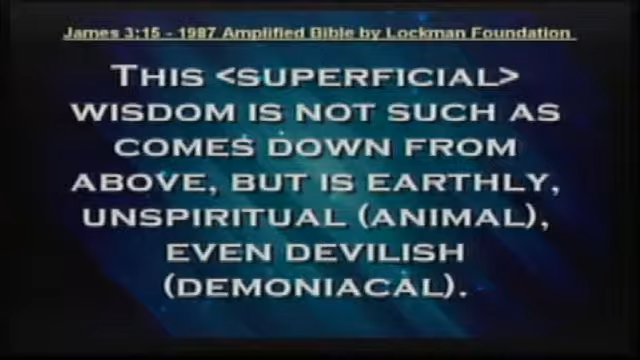 James 3:15 - 1987 Amplified Bible by Lockman Foundation
THIS <SUPERFICIAL>
WISDOM IS NOT SUCH AS
COMES DOWN FROM
ABOVE, BUT IS EARTHLY,
UNSPIRITUAL (ANIMAL),
EVEN DEVILISH
(DEMONIACAL).